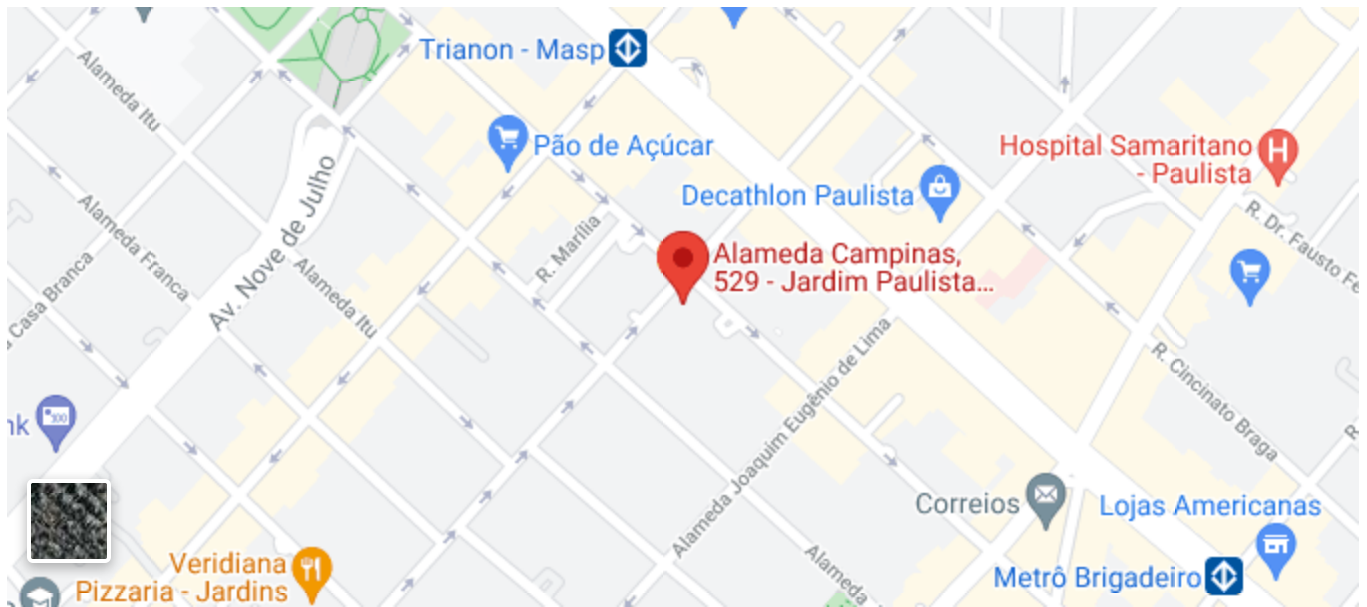 Trianon - Masp
Alameda Itu
Pão de Açúcar
Hospital Samaritano
- Paulista
Decathlon Paulista
Av. Nove de Julho
Alameda Franca
R. Marília
R. Dr. Fausto Fe
Casa Branca
Alameda Itu
Alameda Campinas,
529 - Jardim Paulista...
Alameda Joaquim Eugênio de Lima
R. Cincinato Braga
nk
Correios
Lojas Americanas
Veridiana
Pizzaria - Jardins
Alameda
Metrô Brigadeiro
H
R